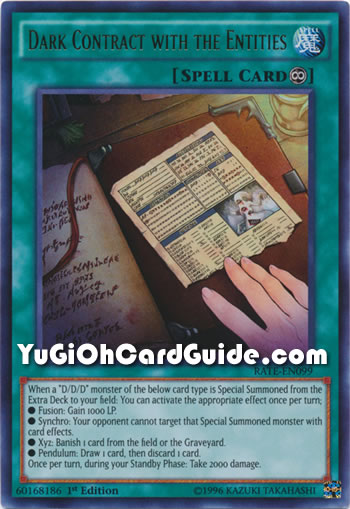 DARK CONTRACT WITH THE ENTITIES
[SPELL CARD]
YuGiOhCardGuide.com
RATE-EN099
When a "D/D/D" monster of the below card type is Special Summoned from the
Extra Deck to your field: You can activate the appropriate effect once per turn;
● Fusion: Gain 1000 LP.
● Synchro: Your opponent cannot target that Special Summoned monster with
card effects.
● Xyz: Banish 1 card from the field or the Graveyard.
● Pendulum: Draw 1 card, then discard 1 card.
Once per turn, during your Standby Phase: Take 2000 damage.
60168186 1st Edition ©1996 KAZUKI TAKAHASHI